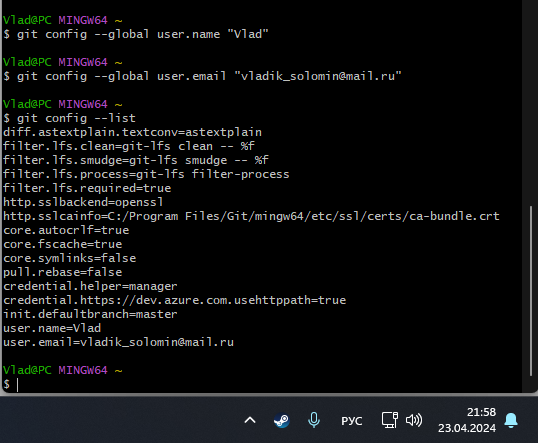 Vlad@PC MINGW64 ~
$ git config --global user.name "Vlad"
Vlad@PC MINGW64 ~
$ git config --global user.email "vladik_solomin@mail.ru"
Vlad@PC MINGW64 ~
$ git config --list
diff.astextplain.textconv=astextplain
filter.lfs.clean=git-lfs clean -- %f
filter.lfs.smudge=git-lfs smudge -- %f
filter.lfs.process=git-lfs filter-process
filter.lfs.required=true
http.sslbackend=openssl
http.sslcainfo=C:/Program Files/Git/mingw64/etc/ssl/certs/ca-bundle.crt
core.autocrlf=true
core.fscache=true
core.symlinks=false
pull.rebase=false
credential.helper=manager
credential.https://dev.azure.com.usehttppath=true
init.defaultbranch=master
user.name=Vlad
user.email=vladik_solomin@mail.ru
Vlad@PC MINGW64 ~
$
РУС
21:58
23.04.2024